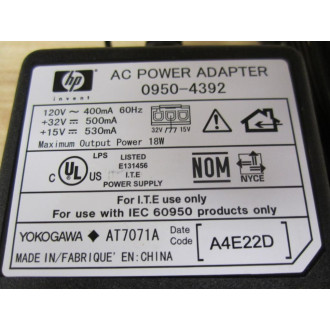 hp
invent
AC POWER ADAPTER
0950-4392
120V ~ 400mA 60Hz
+32V ⎓ 500mA
+15V ⎓ 530mA
Maximum Output Power 18W
32V 15V
C UL US
LPS LISTED
E131456
I.T.E
POWER SUPPLY
NOM
NYCE
For I.T.E use only
For use with IEC 60950 products only
YOKOGAWA ◆ AT7071A
Date Code [ A4E22D ]
MADE IN/FABRIQUE' EN: CHINA